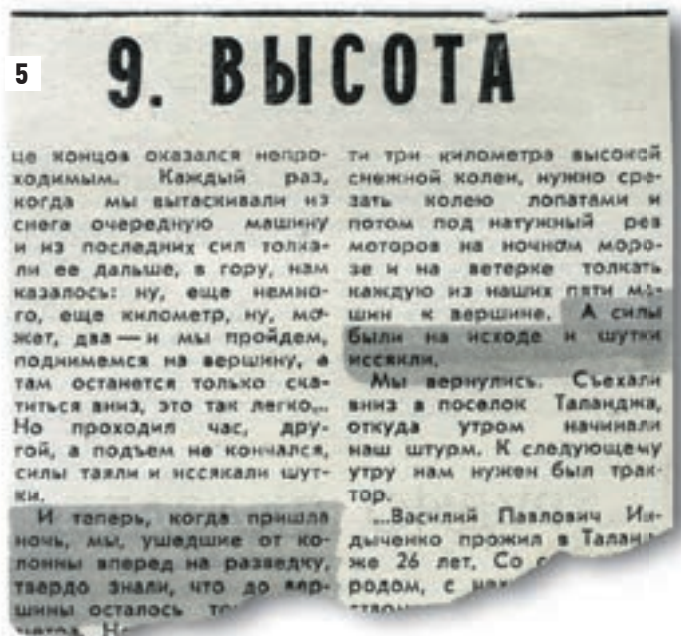 5
9. ВЫСОТА
це концов оказался непро-
ходимым. Каждый раз,
когда мы вытаскивали из
снега очередную машину
и из последних сил толка-
ли ее дальше, в гору, нам
казалось: ну, еще немно-
го, еще километр, ну, мо-
жет, два — и мы пройдем,
поднимемся на вершину, а
там останется только ска-
титься вниз, это так легко...
Но проходил час, дру-
гой, а подъем не кончался,
силы таяли и иссякали шут-
ки.
И теперь, когда пришла
ночь, мы, ушедшие от ко-
лонны вперед на разведку,
твердо знали, что до вер-
шины осталось
ти три километра высокой
снежной колеи, нужно сре-
зать колею лопатами и
потом под натужный рев
моторов на ночном моро-
зе и на ветерке толкать
каждую из наших пяти ма-
шин к вершине. А силы
были на исходе и шутки
иссякли.
Мы вернулись. Съехали
вниз в поселок Таланджа,
откуда утром начинали
наш штурм. К следующему
утру нам нужен был трак-
тор.
...Василий Павлович Ин-
дыченко прожил в Таланд-
же 26 лет. Со
родом, с